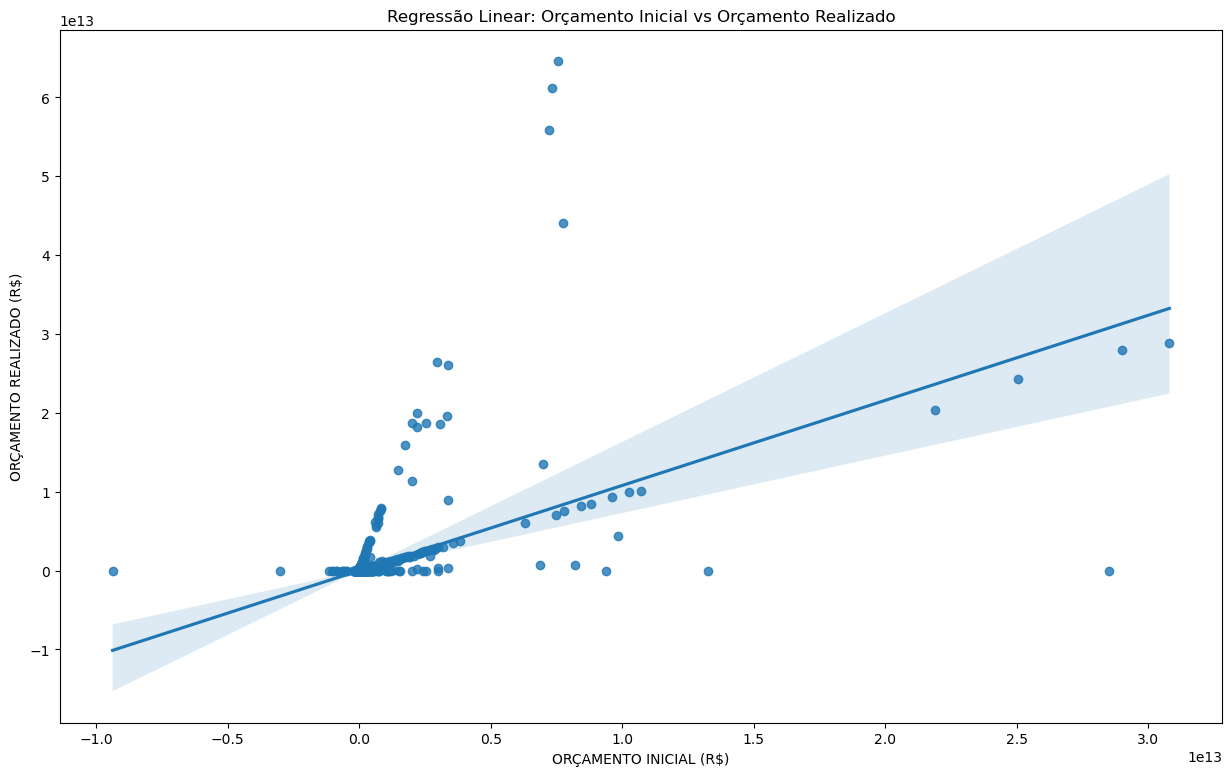 Regressão Linear: Orçamento Inicial vs Orçamento Realizado
1e13
6
5
4
3
2
1
0
−1
ORÇAMENTO REALIZADO (R$)
−1.0 −0.5 0.0 0.5 1.0 1.5 2.0 2.5 3.0
1e13
ORÇAMENTO INICIAL (R$)